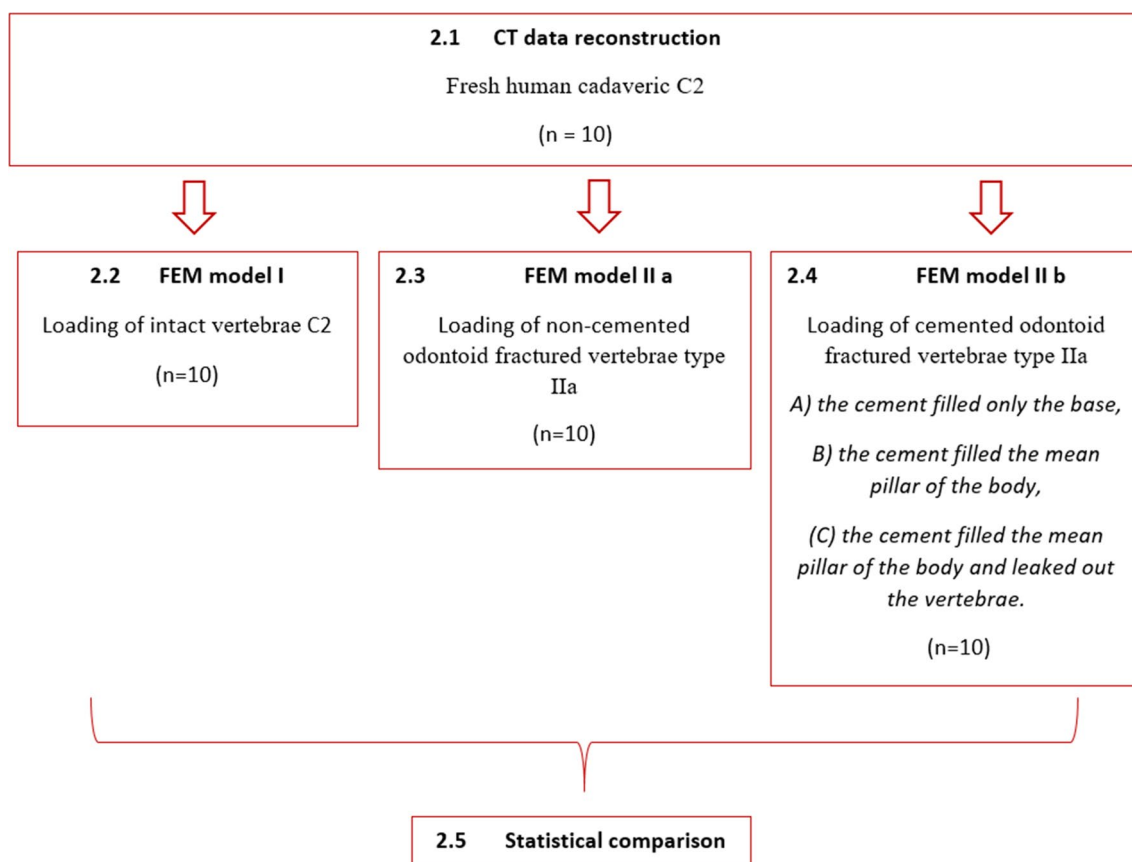 2.1 CT data reconstruction
Fresh human cadaveric C2
(n = 10)
2.2 FEM model I
Loading of intact vertebrae C2
(n=10)
2.3 FEM model II a
Loading of non-cemented
odontoid fractured vertebrae type
IIa
(n=10)
2.4 FEM model II b
Loading of cemented odontoid
fractured vertebrae type IIa
A) the cement filled only the base,
B) the cement filled the mean
pillar of the body,
(C) the cement filled the mean
pillar of the body and leaked out
the vertebrae.
(n=10)
2.5 Statistical comparison